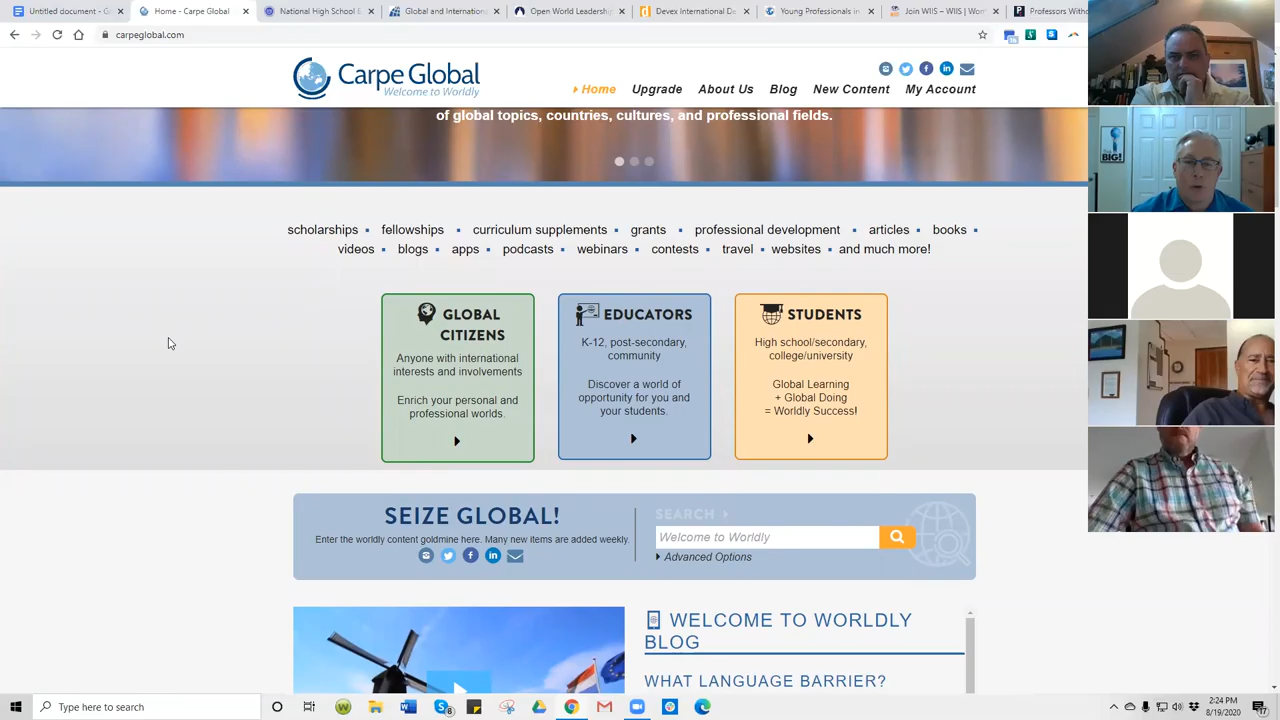 Untitled document - Google Docs
Home - Carpe Global
National High School E
Global and Internationa
Open World Leadership
Devex International De
Young Professionals in
Join WIIS – WIIS | Wor
Professors Witho
carpeglobal.com
Carpe Global
Welcome to Worldly
Home
Upgrade
About Us
Blog
New Content
My Account
of global topics, countries, cultures, and professional fields.
scholarships ▪ fellowships ▪ curriculum supplements ▪ grants ▪ professional development ▪ articles ▪ books ▪
videos ▪ blogs ▪ apps ▪ podcasts ▪ webinars ▪ contests ▪ travel ▪ websites ▪ and much more!
GLOBAL
CITIZENS
Anyone with international
interests and involvements
Enrich your personal and
professional worlds.
EDUCATORS
K-12, post-secondary,
community
Discover a world of
opportunity for you and
your students.
STUDENTS
High school/secondary,
college/university
Global Learning
+ Global Doing
= Worldly Success!
SEIZE GLOBAL!
Enter the worldly content goldmine here. Many new items are added weekly.
SEARCH
Welcome to Worldly
Advanced Options
WELCOME TO WORLDLY
BLOG
WHAT LANGUAGE BARRIER?
BIG!
Type here to search
2:24 PM
8/19/2020
17